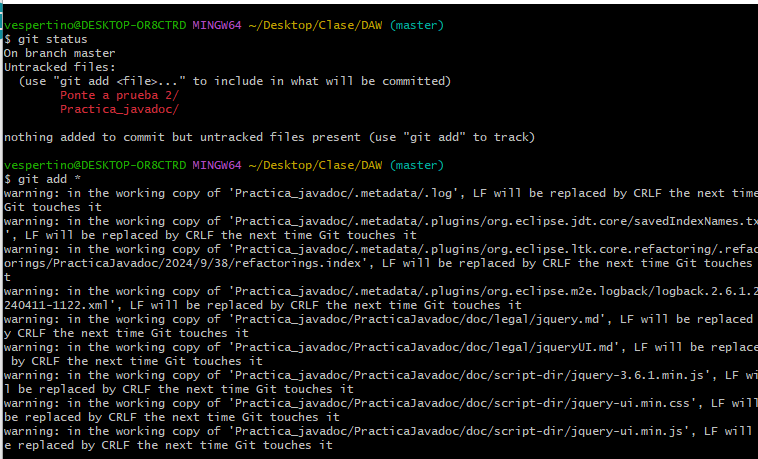 vespertino@DESKTOP-OR8CTRD MINGW64 ~/Desktop/Clase/DAW (master)
$ git status
On branch master
Untracked files:
  (use "git add <file>..." to include in what will be committed)
        Ponte a prueba 2/
        Practica_javadoc/

nothing added to commit but untracked files present (use "git add" to track)

vespertino@DESKTOP-OR8CTRD MINGW64 ~/Desktop/Clase/DAW (master)
$ git add *
warning: in the working copy of 'Practica_javadoc/.metadata/.log', LF will be replaced by CRLF the next time
Git touches it
warning: in the working copy of 'Practica_javadoc/.metadata/.plugins/org.eclipse.jdt.core/savedIndexNames.tx
', LF will be replaced by CRLF the next time Git touches it
warning: in the working copy of 'Practica_javadoc/.metadata/.plugins/org.eclipse.ltk.core.refactoring/.refac
orings/PracticaJavadoc/2024/9/38/refactorings.index', LF will be replaced by CRLF the next time Git touches
t
warning: in the working copy of 'Practica_javadoc/.metadata/.plugins/org.eclipse.m2e.logback/logback.2.6.1.2
240411-1122.xml', LF will be replaced by CRLF the next time Git touches it
warning: in the working copy of 'Practica_javadoc/PracticaJavadoc/doc/legal/jquery.md', LF will be replaced
y CRLF the next time Git touches it
warning: in the working copy of 'Practica_javadoc/PracticaJavadoc/doc/legal/jqueryUI.md', LF will be replace
 by CRLF the next time Git touches it
warning: in the working copy of 'Practica_javadoc/PracticaJavadoc/doc/script-dir/jquery-3.6.1.min.js', LF wi
l be replaced by CRLF the next time Git touches it
warning: in the working copy of 'Practica_javadoc/PracticaJavadoc/doc/script-dir/jquery-ui.min.css', LF will
be replaced by CRLF the next time Git touches it
warning: in the working copy of 'Practica_javadoc/PracticaJavadoc/doc/script-dir/jquery-ui.min.js', LF will
e replaced by CRLF the next time Git touches it